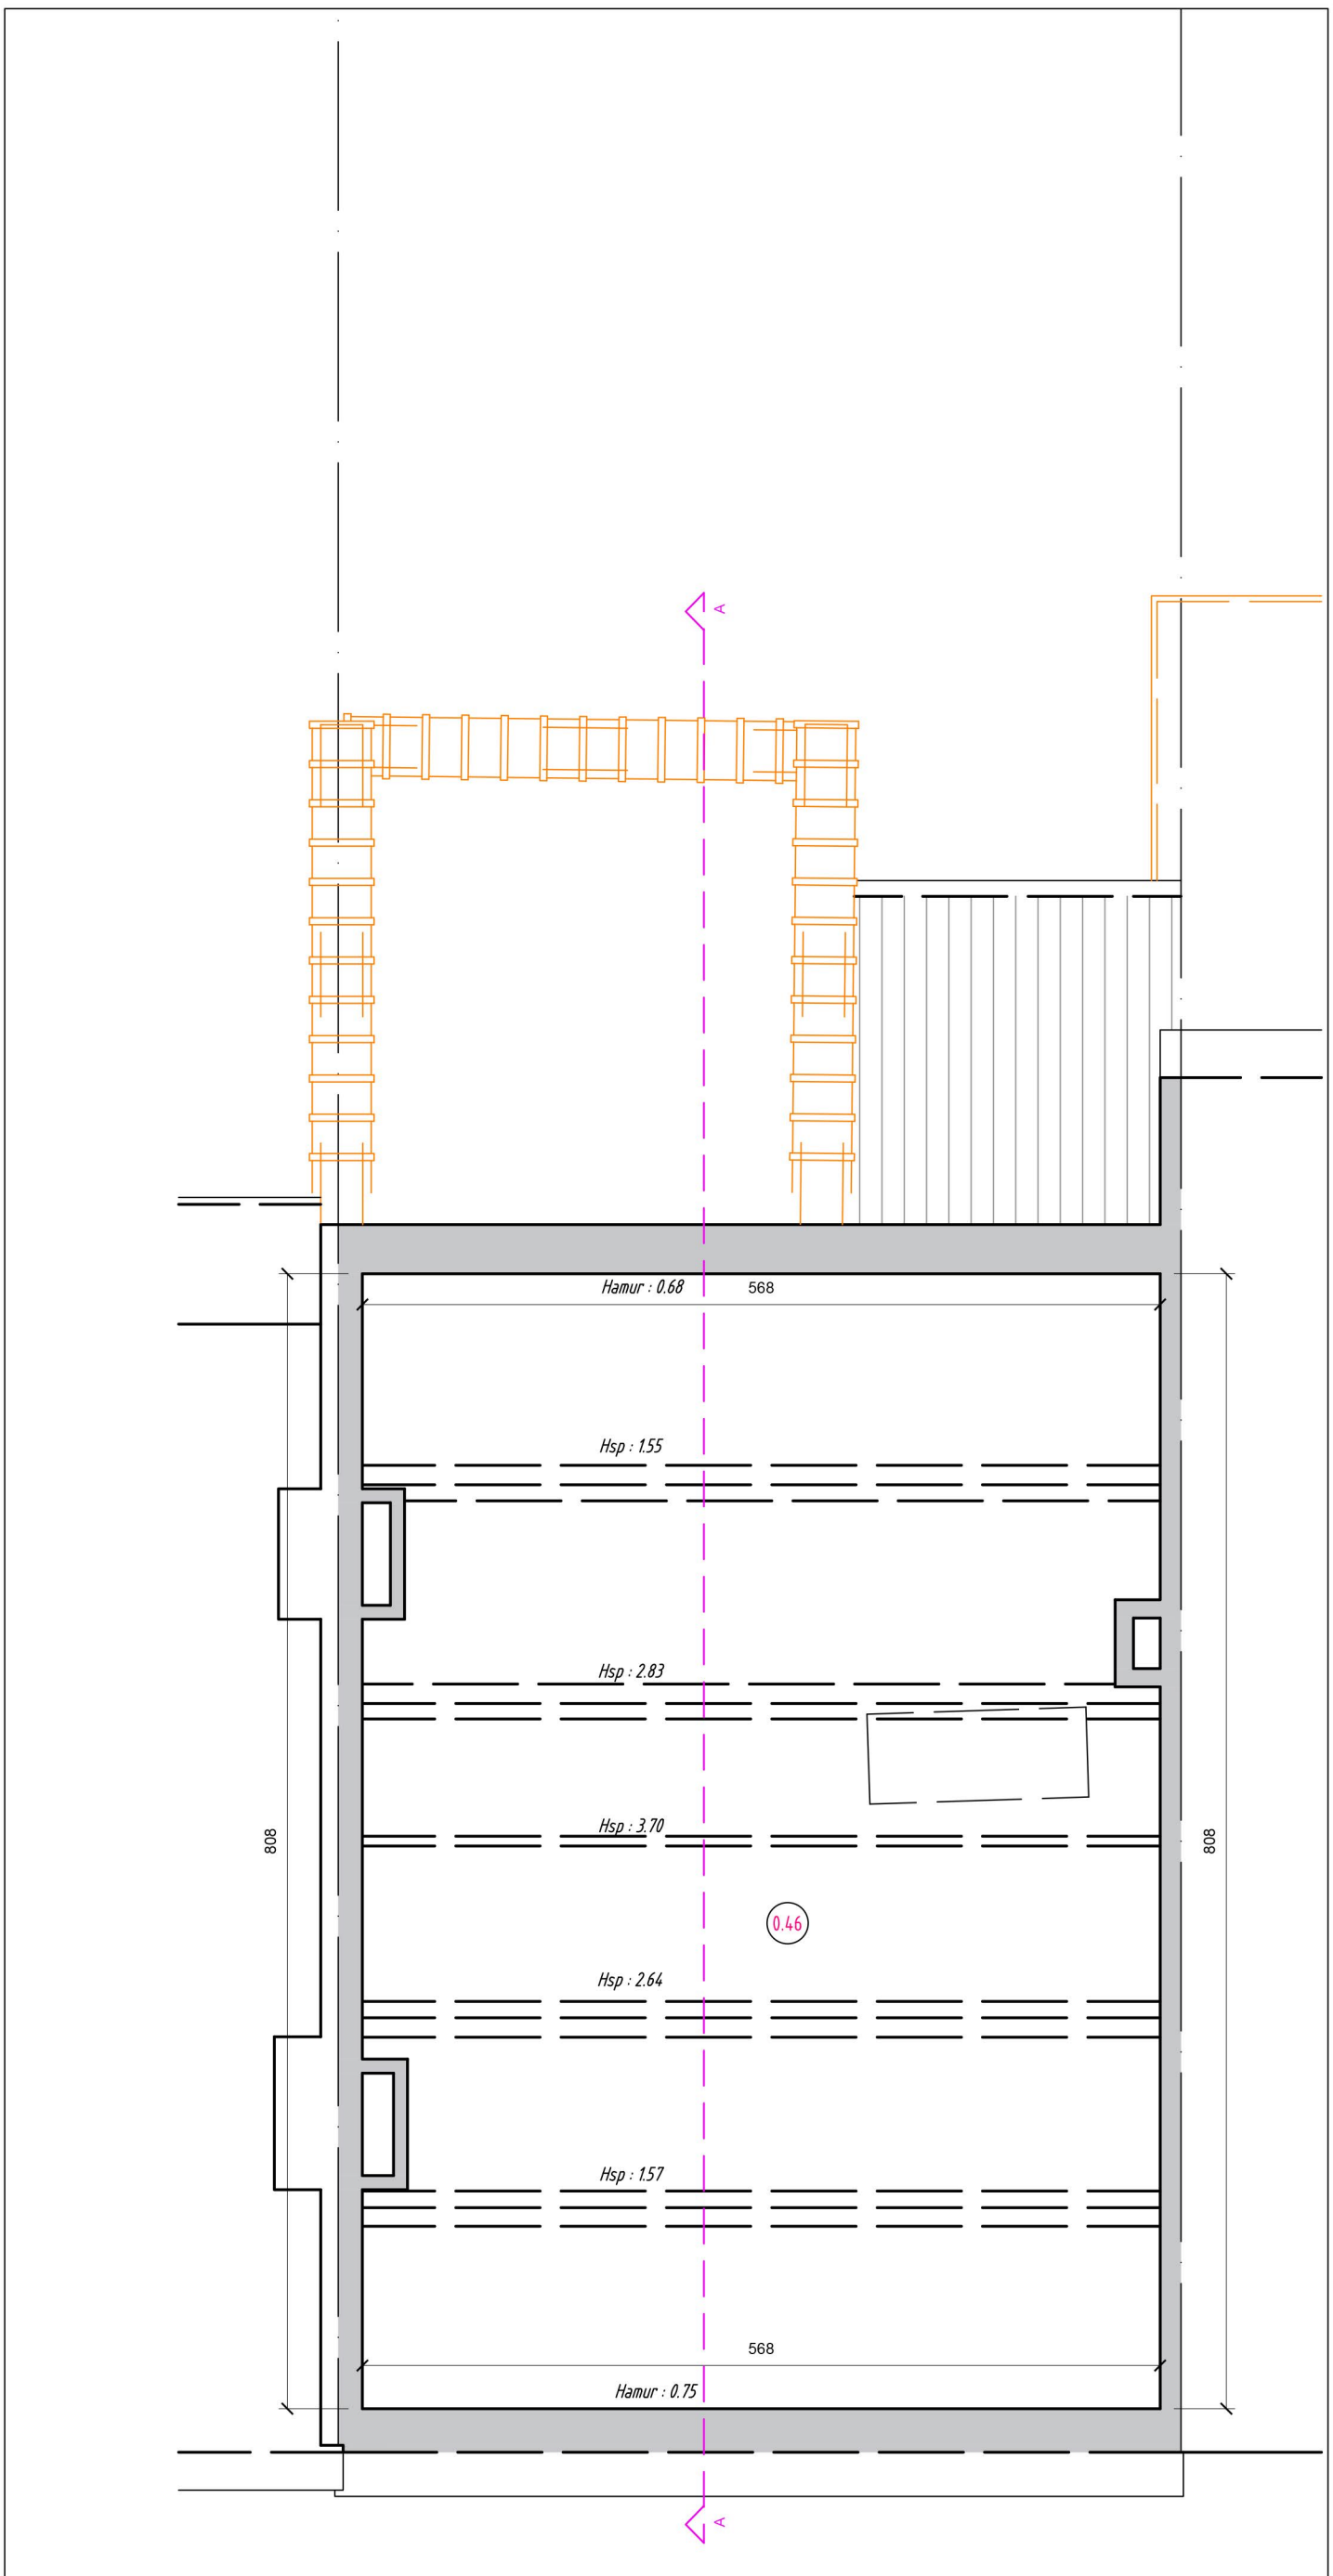 A
Hamur : 0.68
568
Hsp : 1.55
Hsp : 2.83
Hsp : 3.70
808
808
0.46
Hsp : 2.64
Hsp : 1.57
568
Hamur : 0.75
A